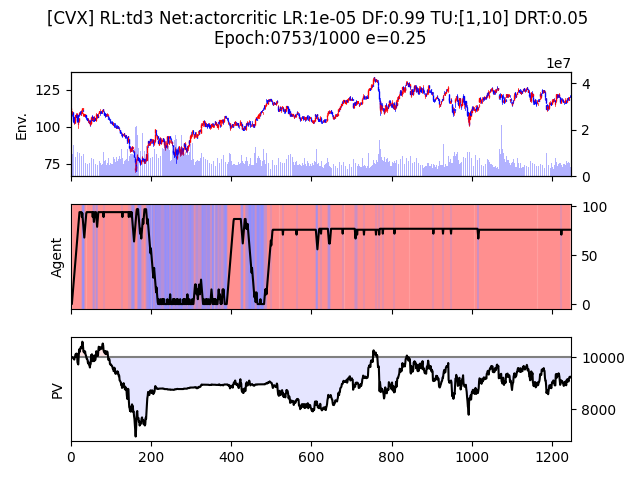 [CVX] RL:td3 Net:actorcritic LR:1e-05 DF:0.99 TU:[1,10] DRT:0.05
Epoch:0753/1000 e=0.25
1e7
125
100
75
Env.
4
2
0
Agent
100
50
0
PV
10000
8000
0 200 400 600 800 1000 1200